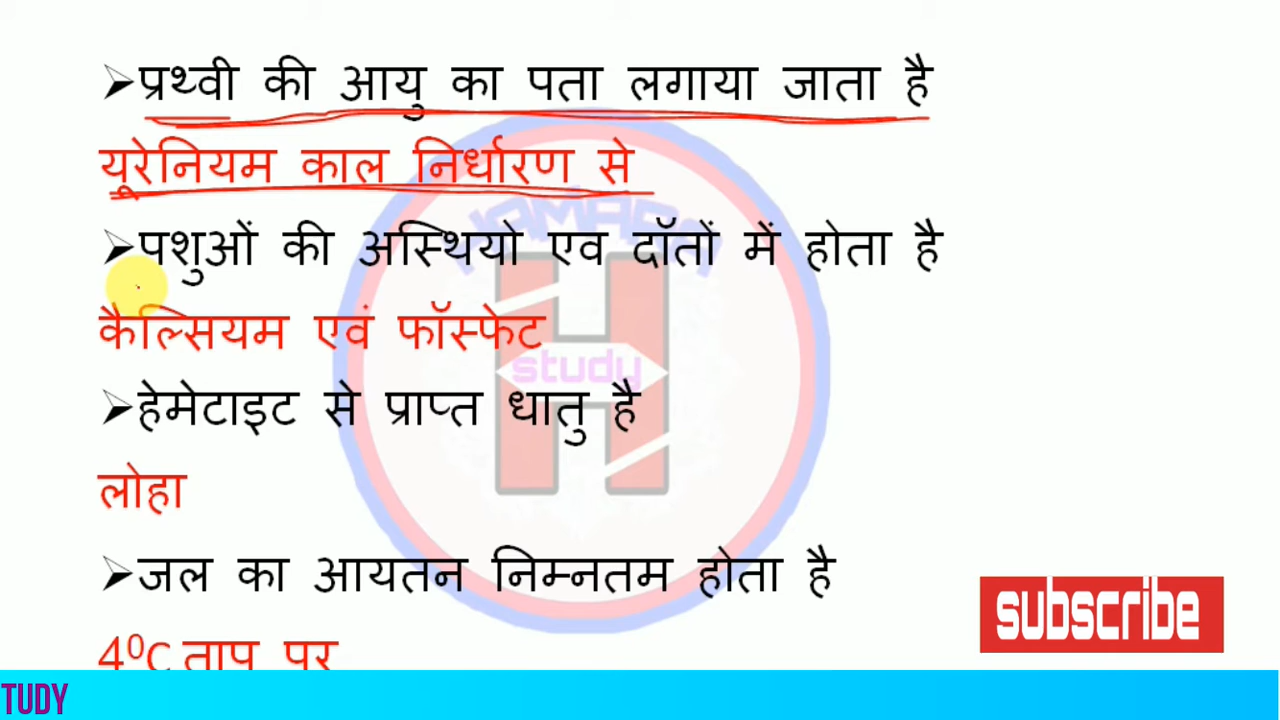 ➢प्रथ्वी की आयु का पता लगाया जाता है
यूरेनियम काल निर्धारण से
➢पशुओं की अस्थियो एव दॉतों में होता है
कैल्सियम एवं फॉस्फेट
study
➢हेमेटाइट से प्राप्त धातु है
लोहा
➢जल का आयतन निम्नतम होता है
subscribe
4⁰C ताप पर
TUDY